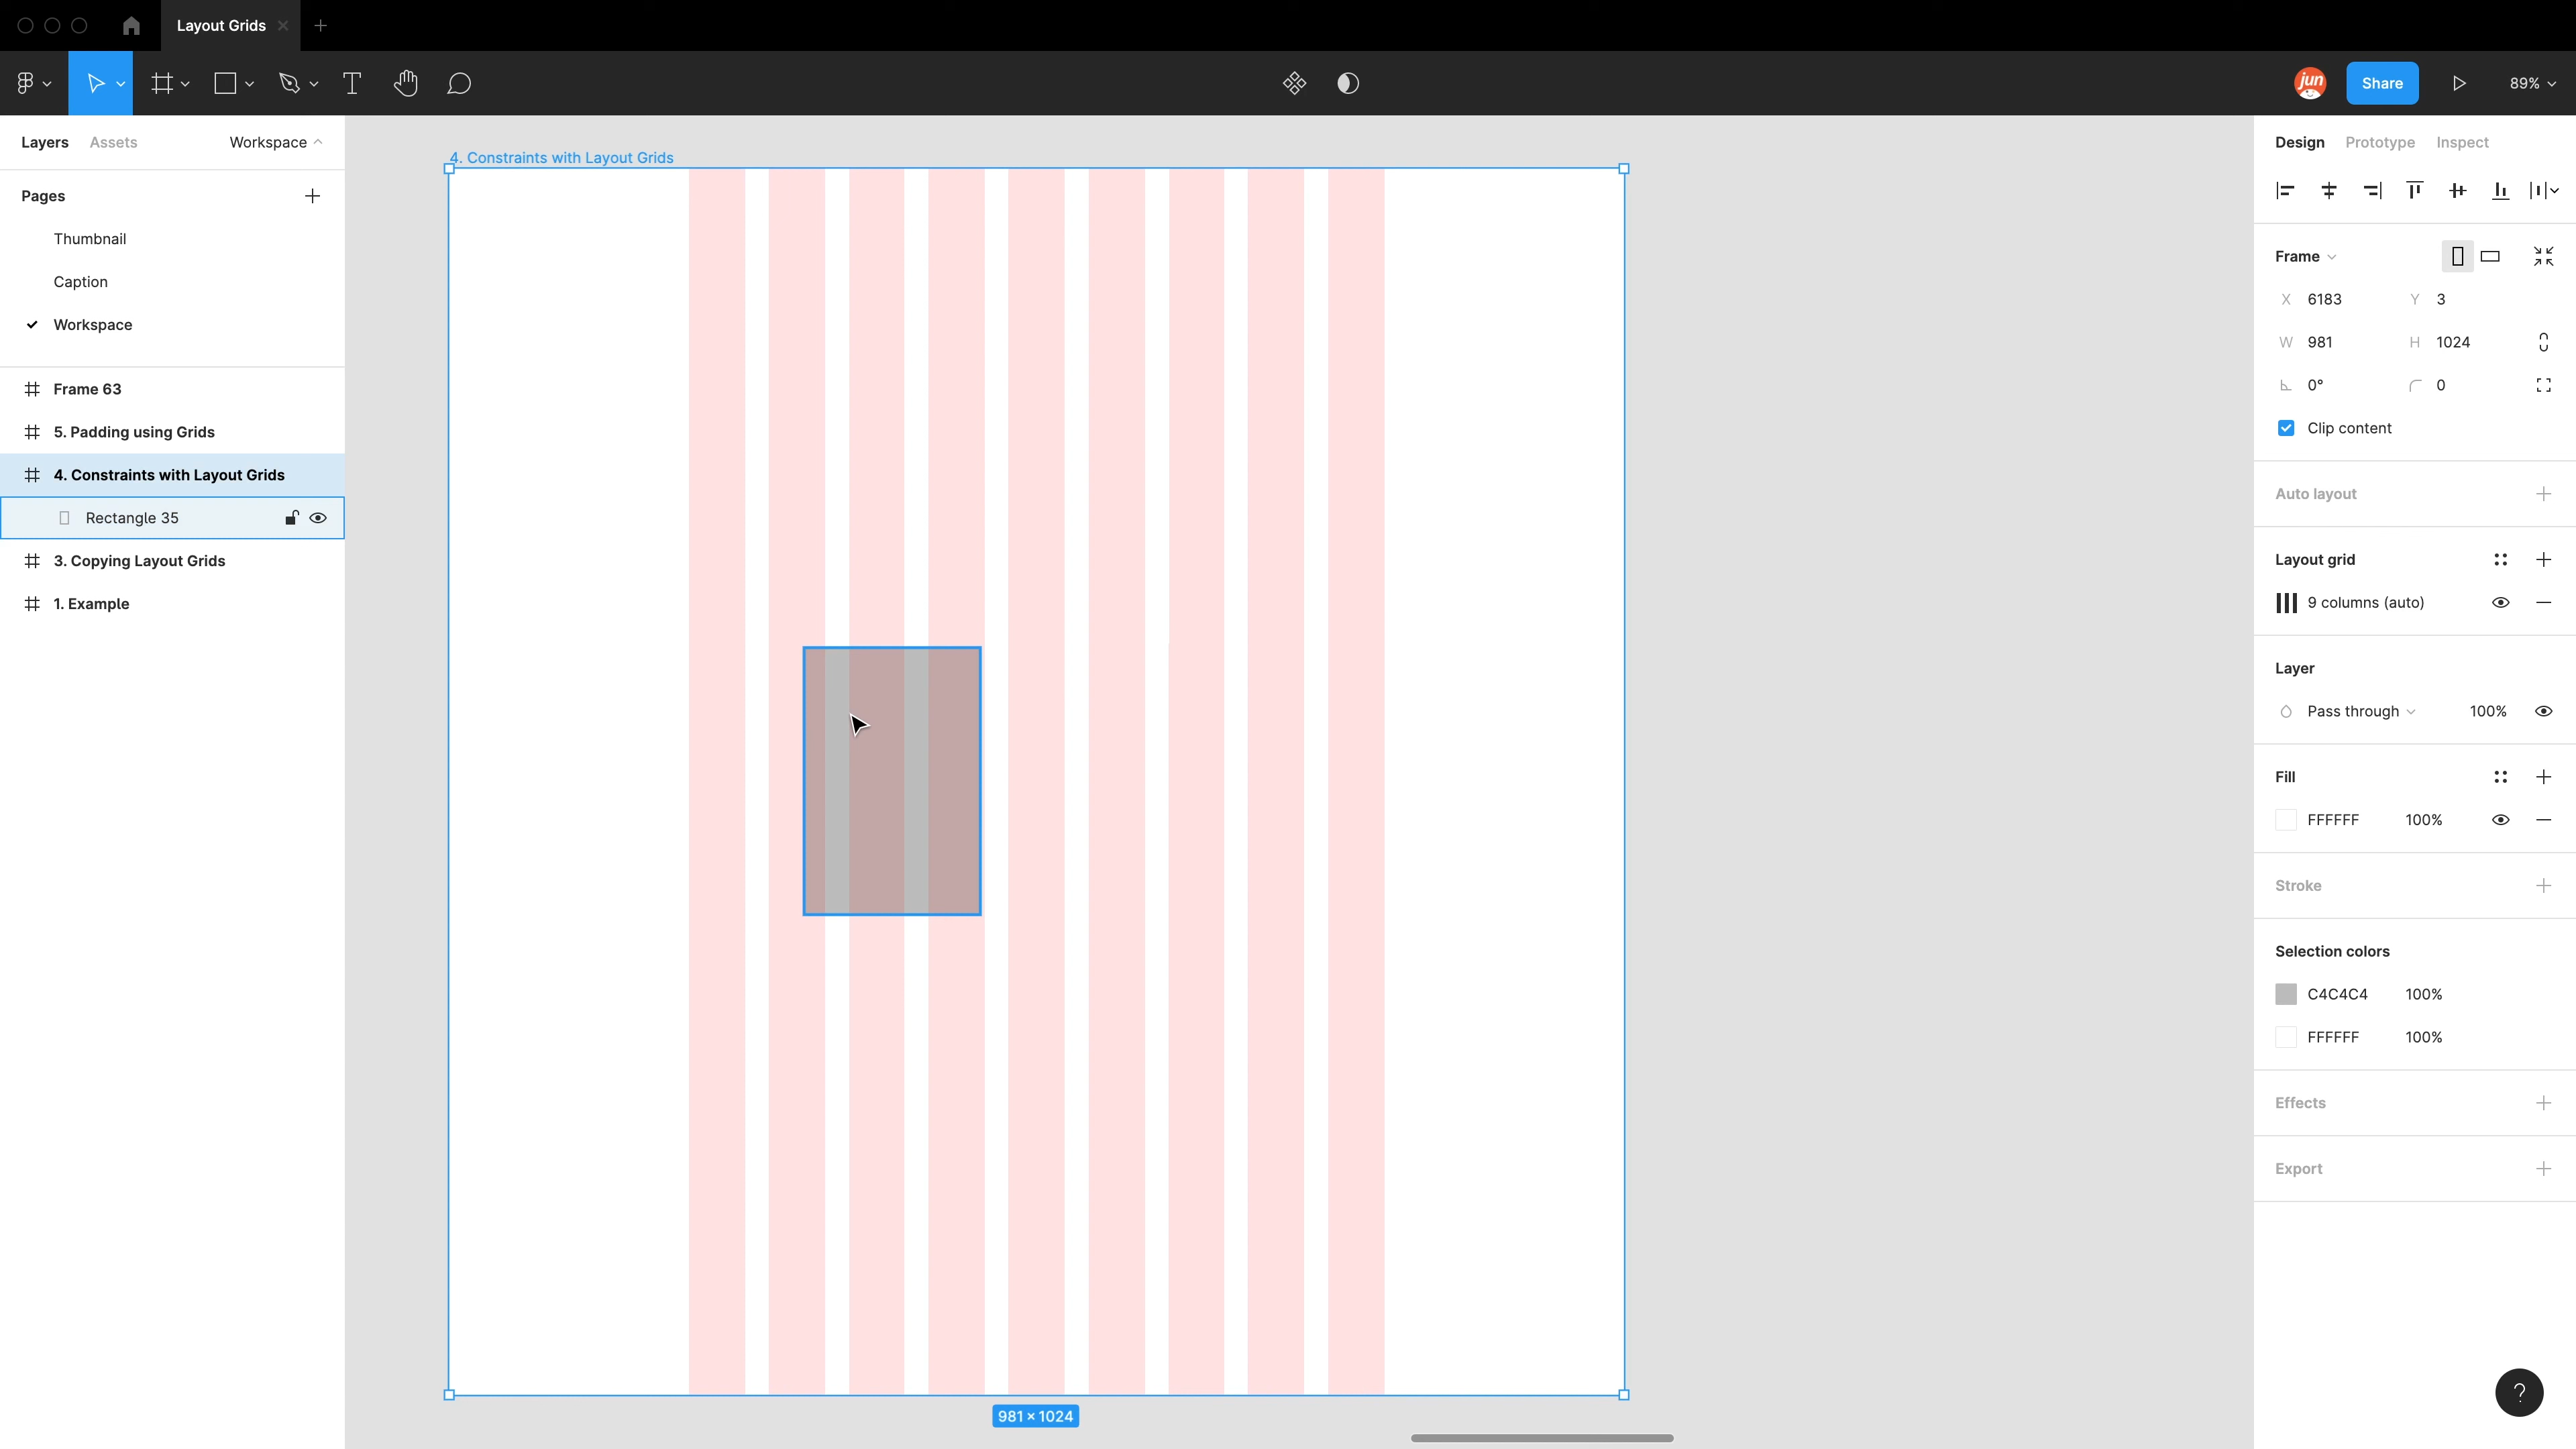 Layout Grids
jun
Share
89%
Layers Assets Workspace
Pages
Thumbnail
Caption
Workspace
Frame 63
5. Padding using Grids
4. Constraints with Layout Grids
Rectangle 35
3. Copying Layout Grids
1. Example
4. Constraints with Layout Grids
981 × 1024
Design Prototype Inspect
Frame
X 6183 Y 3
W 981 H 1024
0° 0
Clip content
Auto layout
Layout grid
9 columns (auto)
Layer
Pass through 100%
Fill
FFFFFF 100%
Stroke
Selection colors
C4C4C4 100%
FFFFFF 100%
Effects
Export
?